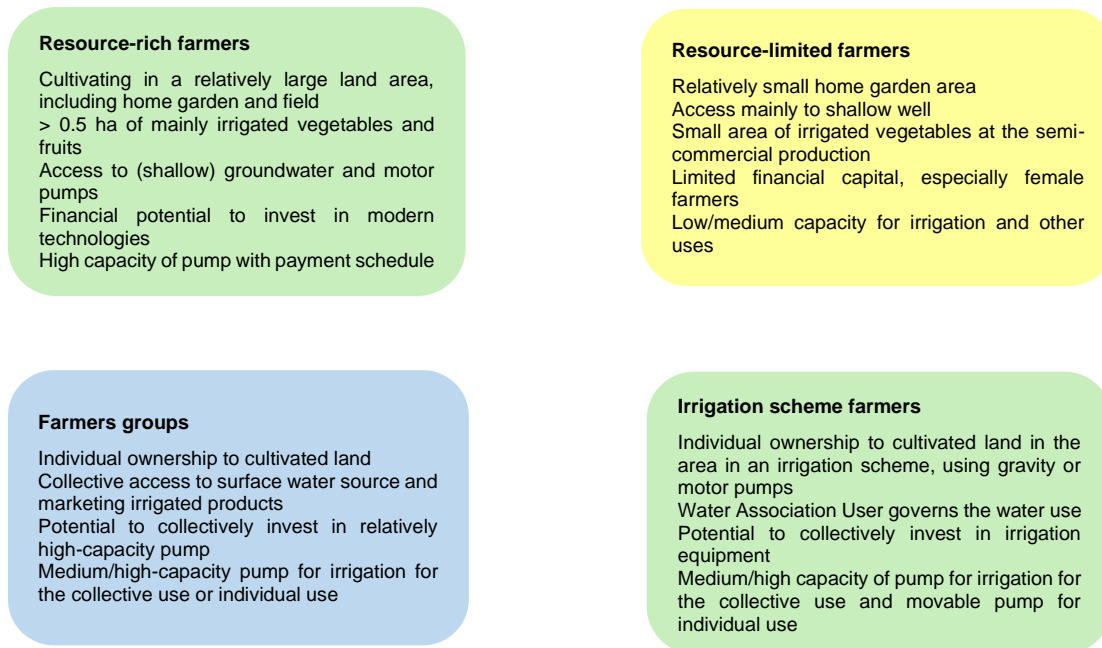 Resource-rich farmers
Cultivating in a relatively large land area,
including home garden and field
> 0.5 ha of mainly irrigated vegetables and
fruits
Access to (shallow) groundwater and motor
pumps
Financial potential to invest in modern
technologies
High capacity of pump with payment schedule
Resource-limited farmers
Relatively small home garden area
Access mainly to shallow well
Small area of irrigated vegetables at the semi-
commercial production
Limited financial capital, especially female
farmers
Low/medium capacity for irrigation and other
uses
Farmers groups
Individual ownership to cultivated land
Collective access to surface water source and
marketing irrigated products
Potential to collectively invest in relatively
high-capacity pump
Medium/high-capacity pump for irrigation for
the collective use or individual use
Irrigation scheme farmers
Individual ownership to cultivated land in the
area in an irrigation scheme, using gravity or
motor pumps
Water Association User governs the water use
Potential to collectively invest in irrigation
equipment
Medium/high capacity of pump for irrigation for
the collective use and movable pump for
individual use